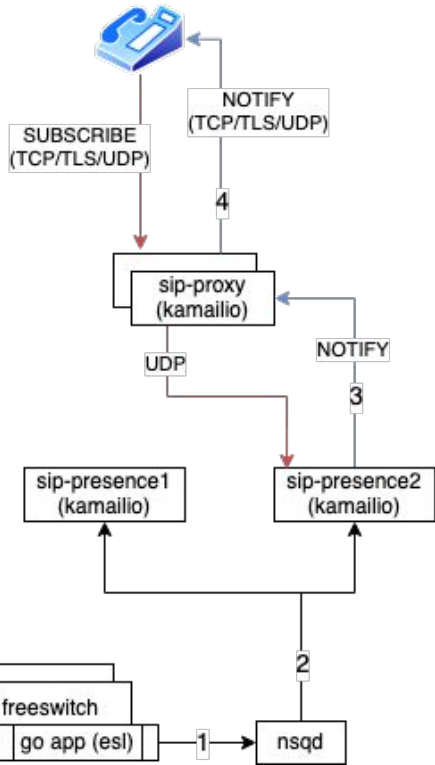 NOTIFY
(TCP/TLS/UDP)
SUBSCRIBE
(TCP/TLS/UDP)
4
sip-proxy
(kamailio)
UDP
NOTIFY
3
sip-presence1
(kamailio)
sip-presence2
(kamailio)
2
freeswitch
go app (esl)
1
nsqd